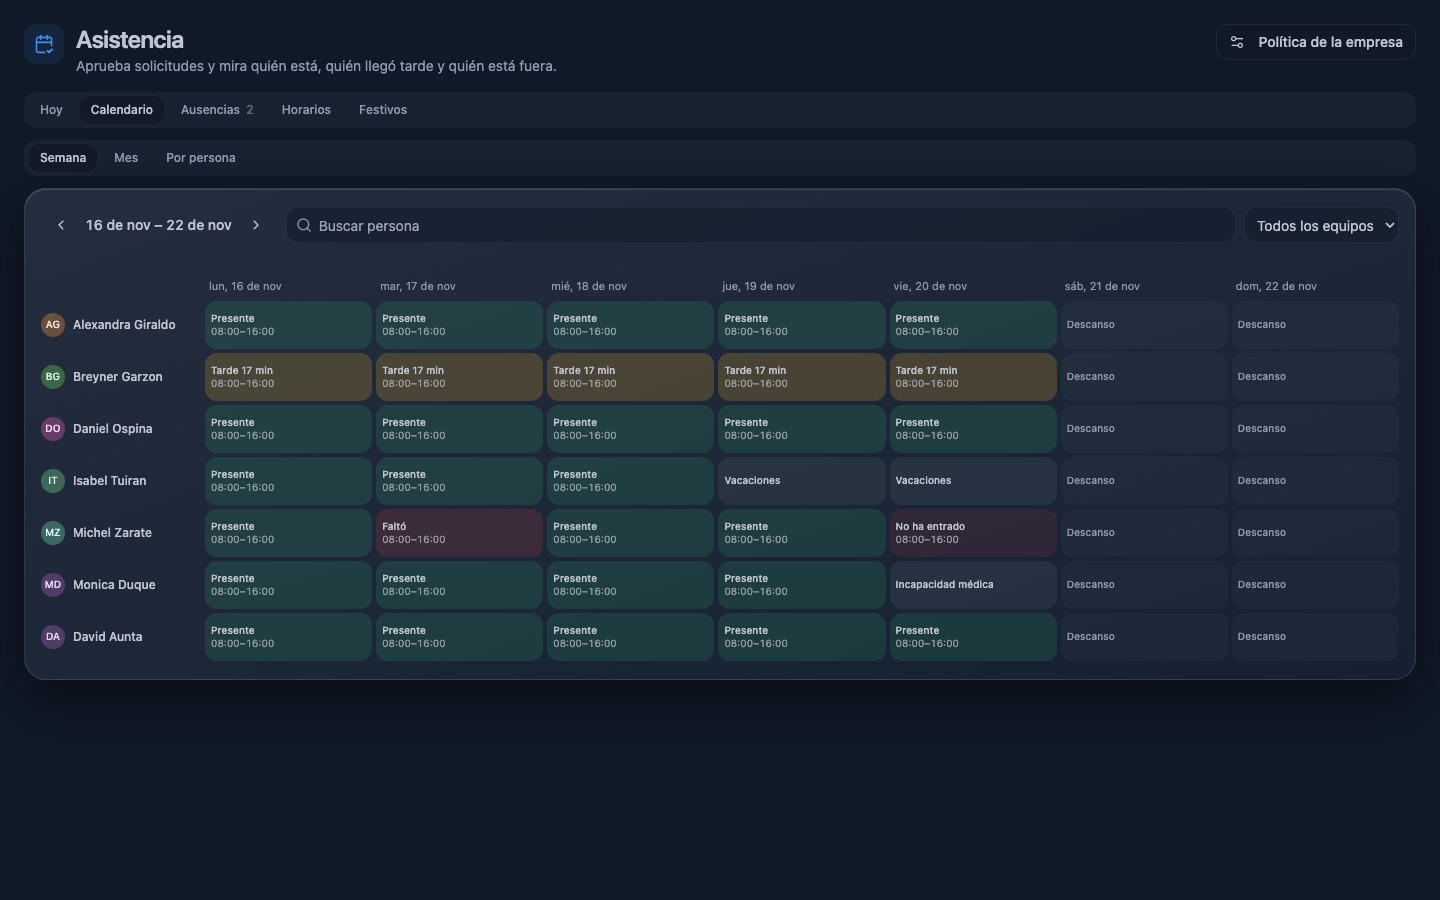 Asistencia
Aprueba solicitudes y mira quién está, quién llegó tarde y quién está fuera.
Política de la empresa
Hoy Calendario Ausencias 2 Horarios Festivos
Semana Mes Por persona
16 de nov – 22 de nov Buscar persona Todos los equipos
lun, 16 de nov mar, 17 de nov mié, 18 de nov jue, 19 de nov vie, 20 de nov sáb, 21 de nov dom, 22 de nov
AG Alexandra Giraldo
Presente Presente Presente Presente Presente Descanso Descanso
08:00–16:00 08:00–16:00 08:00–16:00 08:00–16:00 08:00–16:00
BG Breyner Garzon
Tarde 17 min Tarde 17 min Tarde 17 min Tarde 17 min Tarde 17 min Descanso Descanso
08:00–16:00 08:00–16:00 08:00–16:00 08:00–16:00 08:00–16:00
DO Daniel Ospina
Presente Presente Presente Presente Presente Descanso Descanso
08:00–16:00 08:00–16:00 08:00–16:00 08:00–16:00 08:00–16:00
IT Isabel Tuiran
Presente Presente Presente Vacaciones Vacaciones Descanso Descanso
08:00–16:00 08:00–16:00 08:00–16:00
MZ Michel Zarate
Presente Faltó Presente Presente No ha entrado Descanso Descanso
08:00–16:00 08:00–16:00 08:00–16:00 08:00–16:00 08:00–16:00
MD Monica Duque
Presente Presente Presente Presente Incapacidad médica Descanso Descanso
08:00–16:00 08:00–16:00 08:00–16:00 08:00–16:00
DA David Aunta
Presente Presente Presente Presente Presente Descanso Descanso
08:00–16:00 08:00–16:00 08:00–16:00 08:00–16:00 08:00–16:00